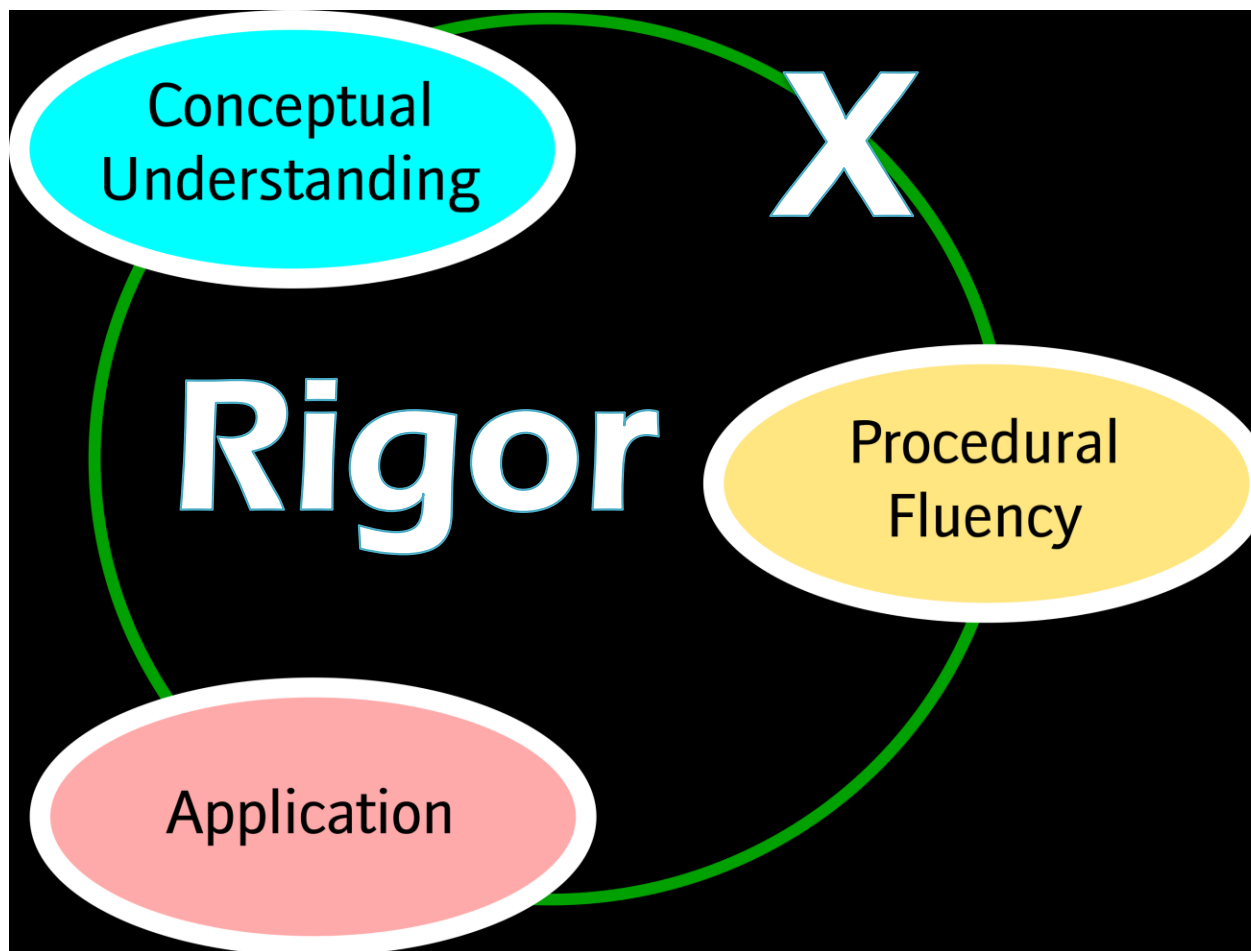 Conceptual
Understanding
X
Rigor
Procedural
Fluency
Application